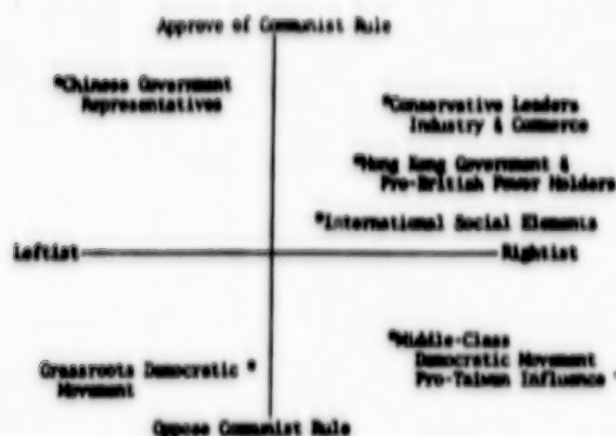 Approve of Communist Rule
*Chinese Government
Representatives
*Conservative Leaders
Industry & Commerce
*Hong Kong Government &
Pro-British Power Holders
*International Social Elements
Leftist
Rightist
*Middle-Class
Democratic Movement
Pro-Taiwan Influence *
Grassroots Democratic *
Movement
Oppose Communist Rule